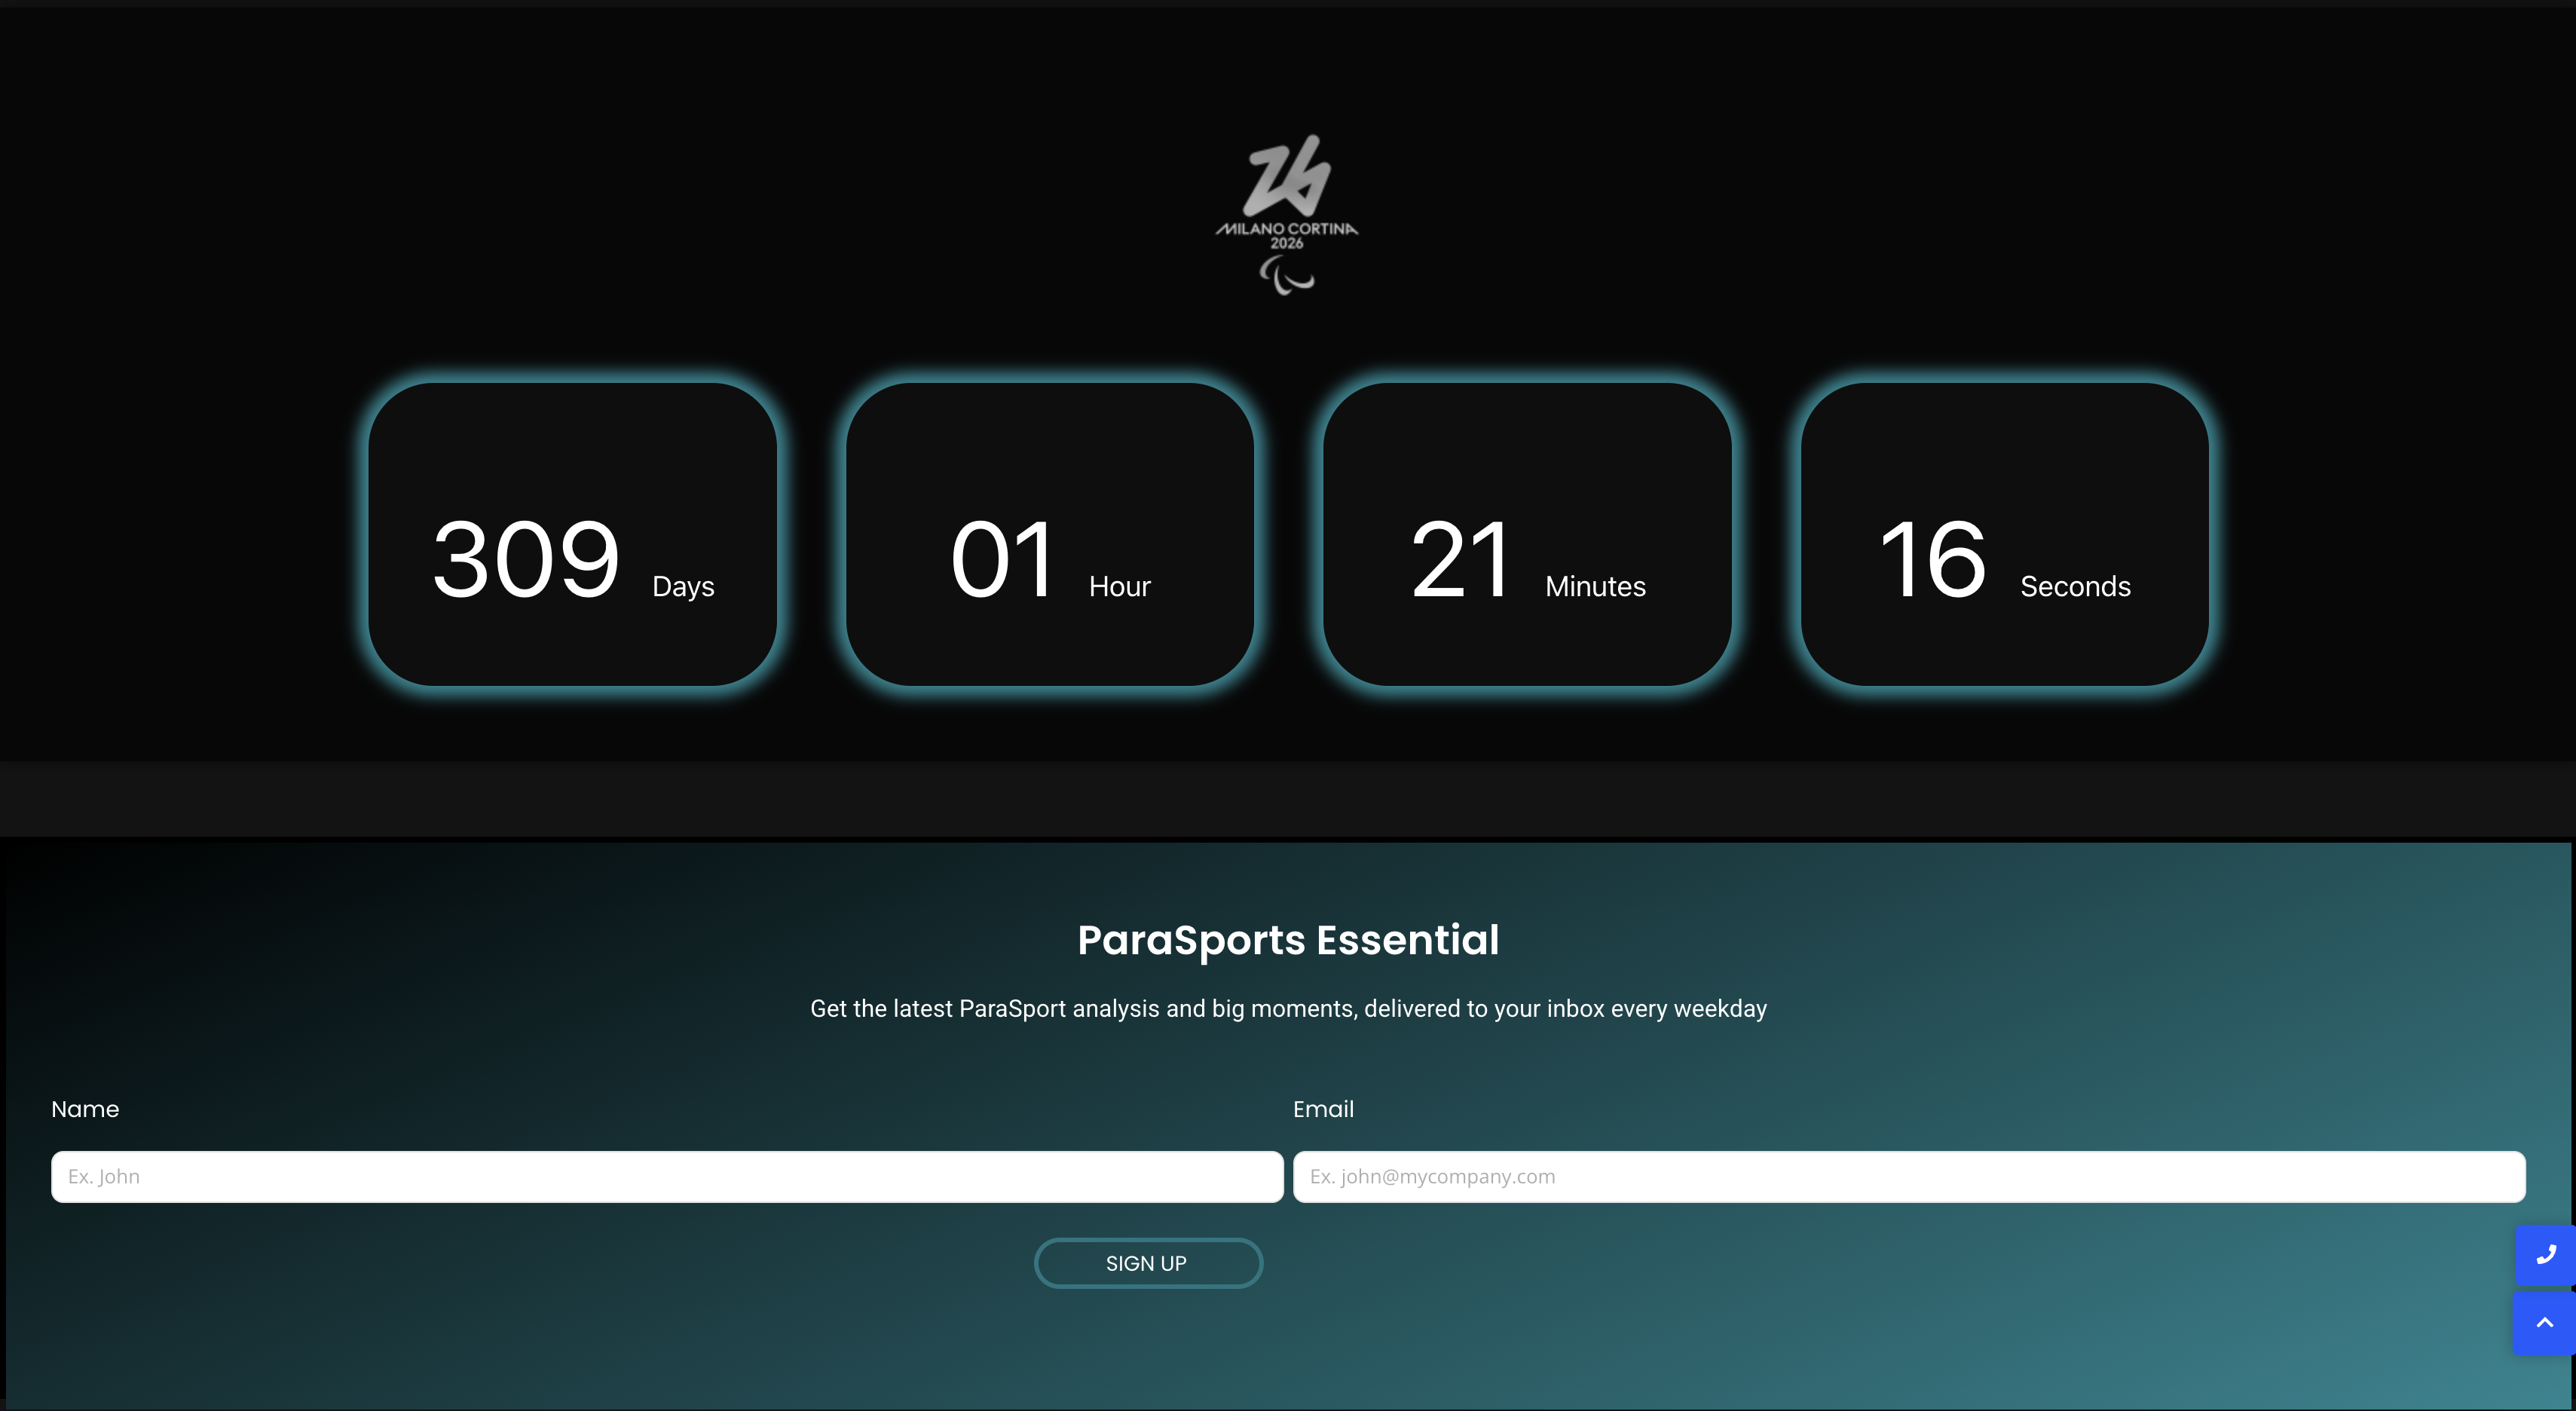 26
MILANO CORTINA
2026
309 Days
01 Hour
21 Minutes
16 Seconds
ParaSports Essential
Get the latest ParaSport analysis and big moments, delivered to your inbox every weekday
Name
Email
Ex. John
Ex. john@mycompany.com
SIGN UP